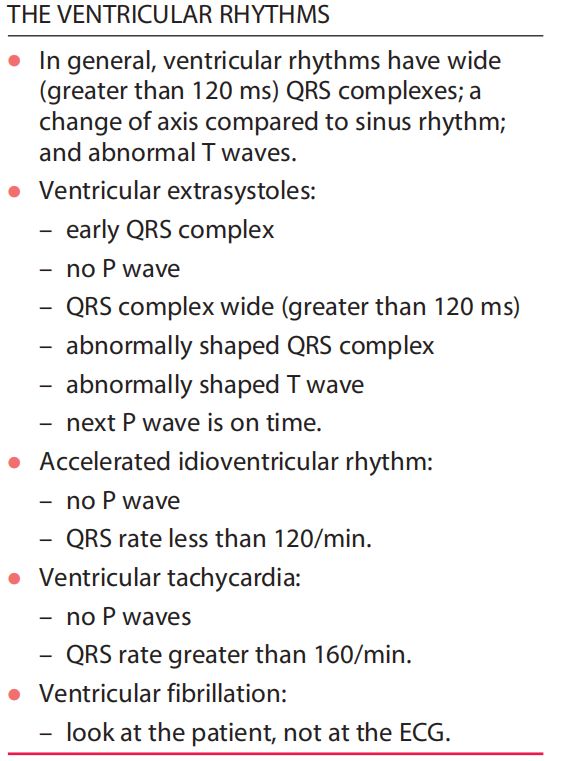 THE VENTRICULAR RHYTHMS
● In general, ventricular rhythms have wide
(greater than 120 ms) QRS complexes; a
change of axis compared to sinus rhythm;
and abnormal T waves.
● Ventricular extrasystoles:
– early QRS complex
– no P wave
– QRS complex wide (greater than 120 ms)
– abnormally shaped QRS complex
– abnormally shaped T wave
– next P wave is on time.
● Accelerated idioventricular rhythm:
– no P wave
– QRS rate less than 120/min.
● Ventricular tachycardia:
– no P waves
– QRS rate greater than 160/min.
● Ventricular fibrillation:
– look at the patient, not at the ECG.